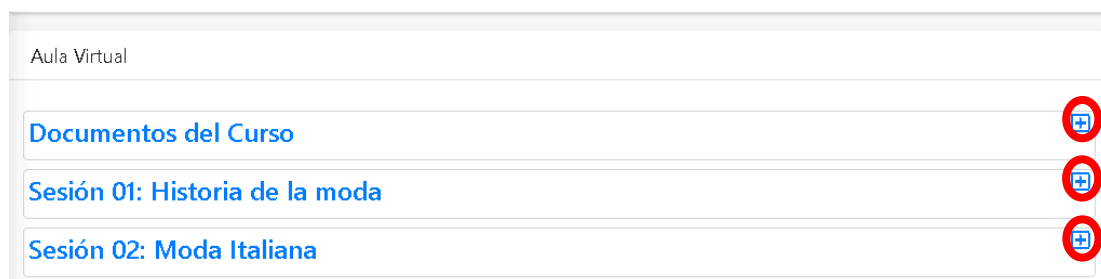 Aula Virtual
Documentos del Curso
Sesión 01: Historia de la moda
Sesión 02: Moda Italiana